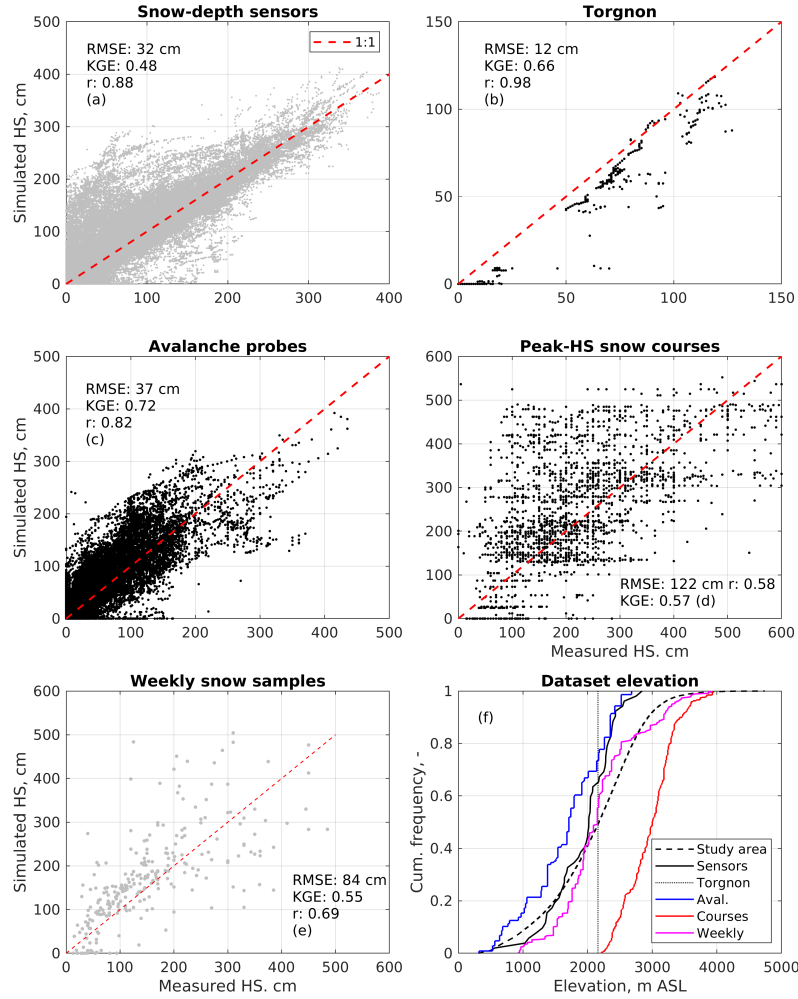 Snow-depth sensors
500
400
300
200
100
0
Simulated HS, cm
RMSE: 32 cm
KGE: 0.48
r: 0.88
(a)
1:1
0 100 200 300 400
Torgnon
150
100
50
0
RMSE: 12 cm
KGE: 0.66
r: 0.98
(b)
0 50 100 150
Avalanche probes
500
400
300
200
100
0
Simulated HS, cm
RMSE: 37 cm
KGE: 0.72
r: 0.82
(c)
0 100 200 300 400 500
Peak-HS snow courses
600
500
400
300
200
100
0
RMSE: 122 cm r: 0.58
KGE: 0.57 (d)
0 100 200 300 400 500 600
Measured HS. cm
Weekly snow samples
600
500
400
300
200
100
0
Simulated HS, cm
RMSE: 84 cm
KGE: 0.55
r: 0.69
(e)
0 100 200 300 400 500 600
Measured HS. cm
Dataset elevation
1
0.8
0.6
0.4
0.2
0
Cum. frequency, -
(f)
Study area
Sensors
Torgnon
Aval.
Courses
Weekly
0 1000 2000 3000 4000 5000
Elevation, m ASL